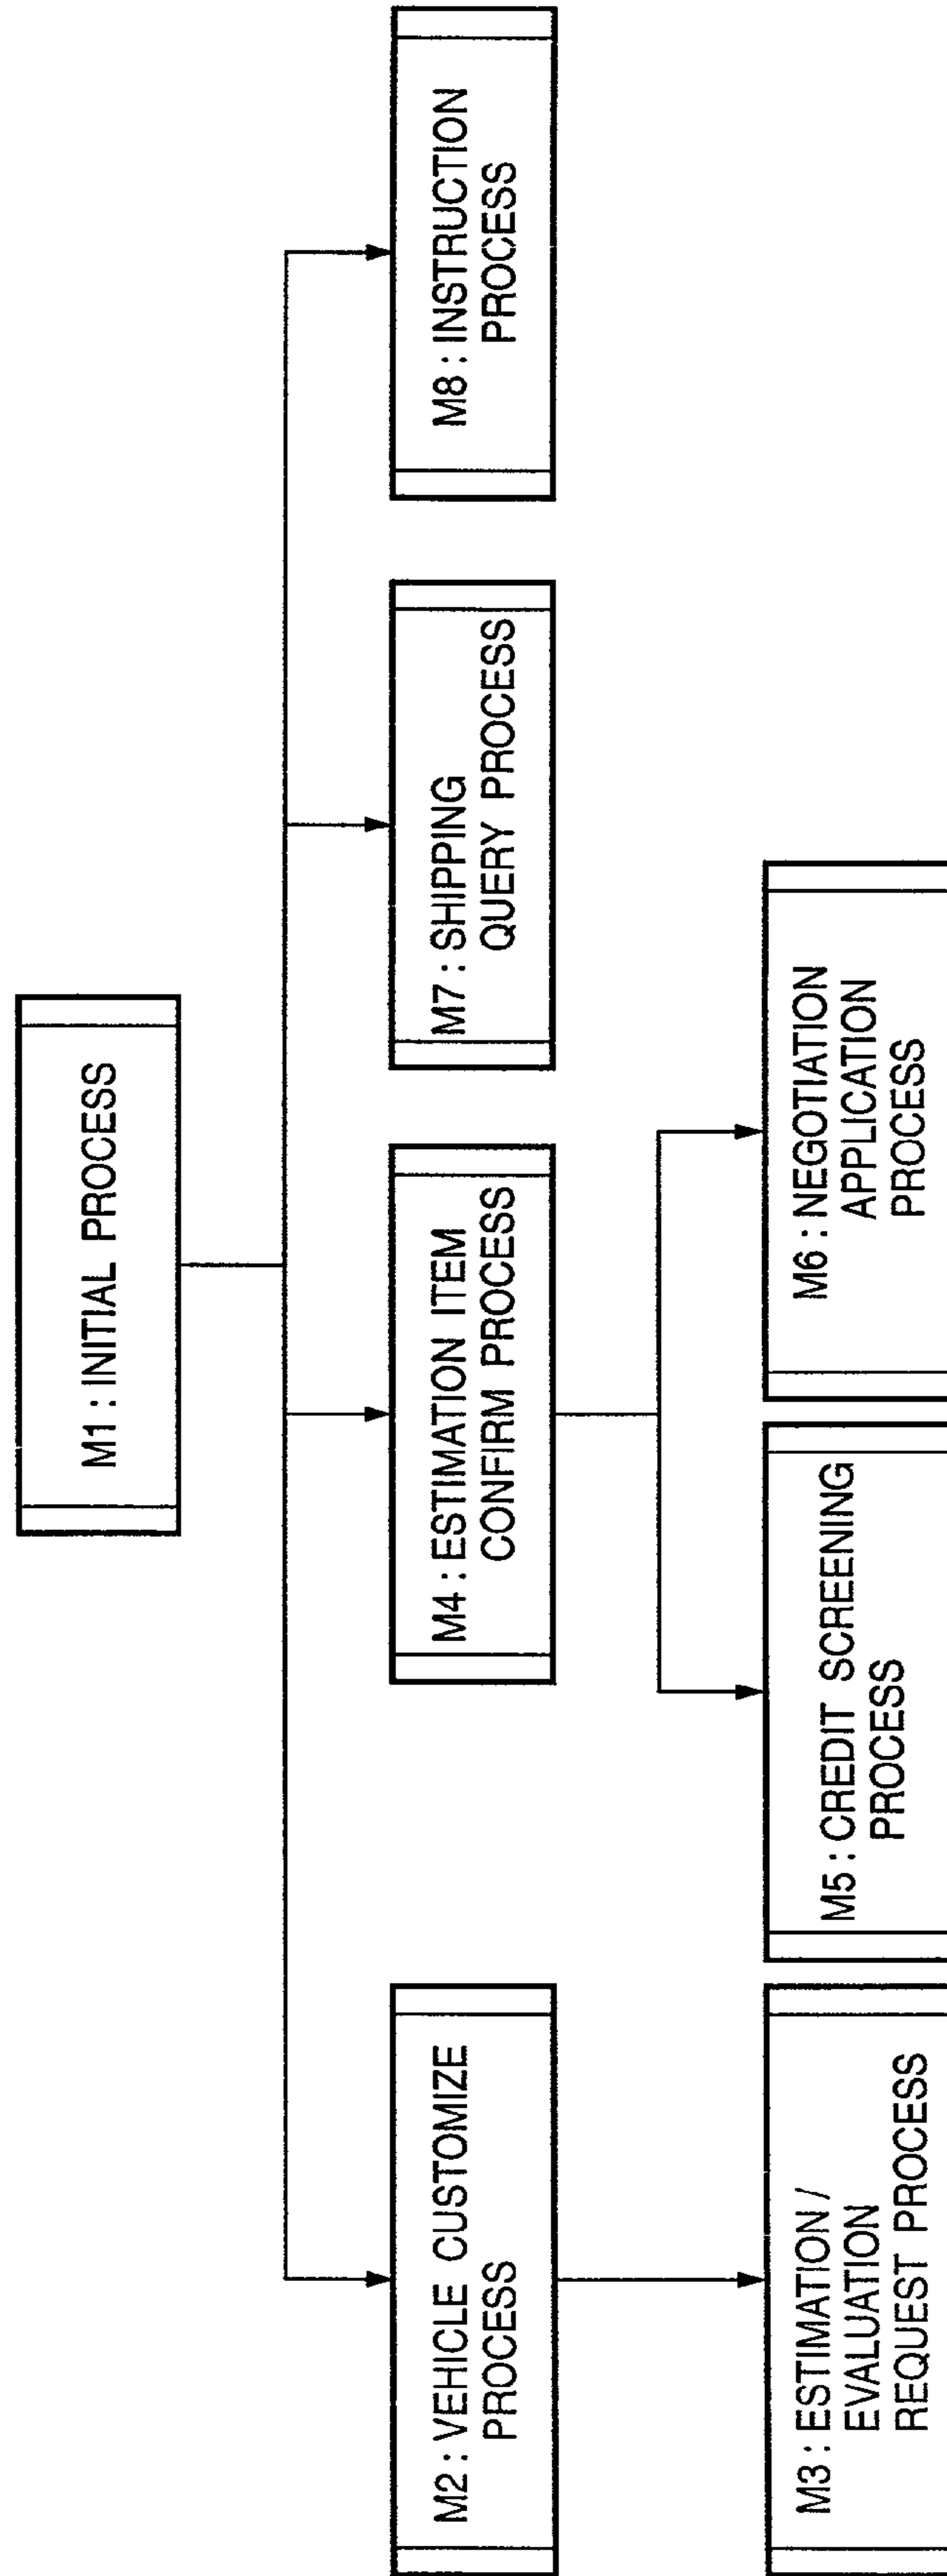 M1 : INITIAL PROCESS
M2 : VEHICLE CUSTOMIZE
PROCESS
M4 : ESTIMATION ITEM
CONFIRM PROCESS
M7 : SHIPPING
QUERY PROCESS
M8 : INSTRUCTION
PROCESS
M3 : ESTIMATION /
EVALUATION
REQUEST PROCESS
M5 : CREDIT SCREENING
PROCESS
M6 : NEGOTIATION
APPLICATION
PROCESS